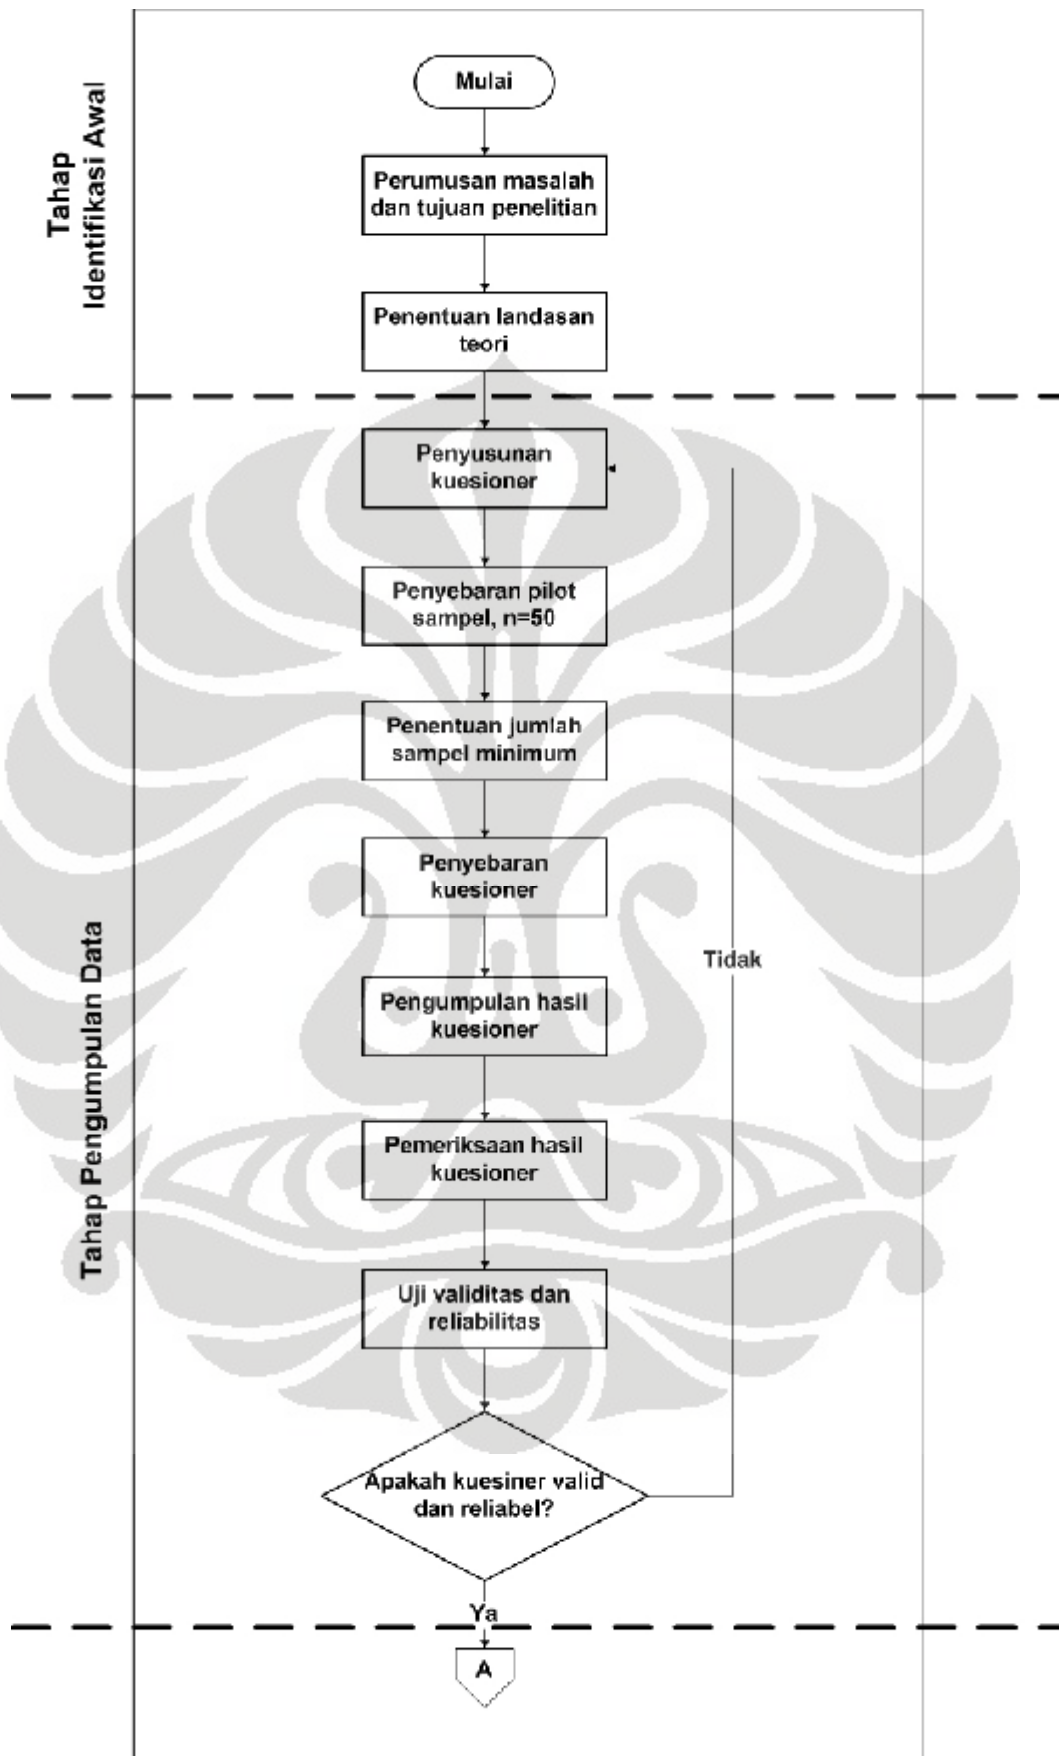 Tahap
Identifikasi Awal
Mulai
Perumusan masalah
dan tujuan penelitian
Penentuan landasan
teori
Tahap Pengumpulan Data
Penyusunan
kuesioner
Penyebaran pilot
sampel, n=50
Penentuan jumlah
sampel minimum
Penyebaran
kuesioner
Pengumpulan hasil
kuesioner
Pemeriksaan hasil
kuesioner
Uji validitas dan
reliabilitas
Apakah kuesiner valid
dan reliabel?
Tidak
Ya
A